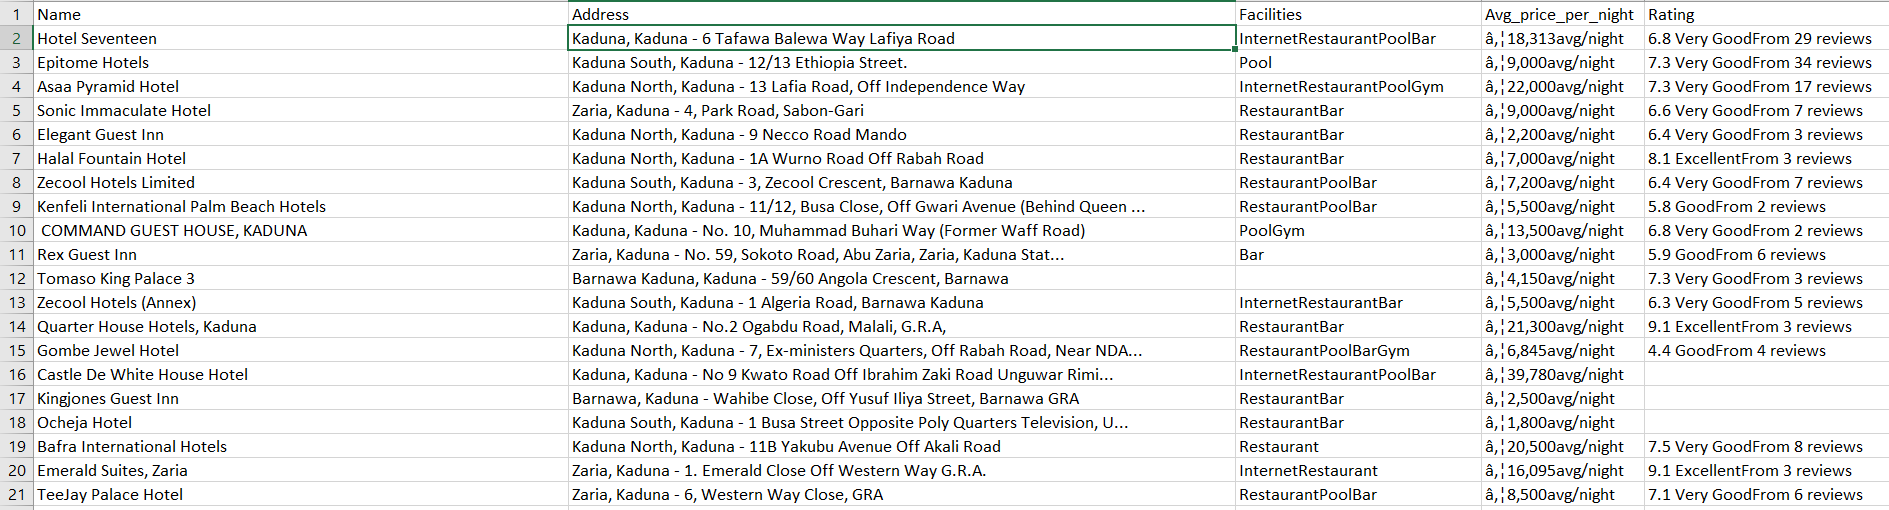 1 Name Address Facilities Avg_price_per_night Rating
2 Hotel Seventeen Kaduna, Kaduna - 6 Tafawa Balewa Way Lafiya Road InternetRestaurantPoolBar â‚¦18,313avg/night 6.8 Very GoodFrom 29 reviews
3 Epitome Hotels Kaduna South, Kaduna - 12/13 Ethiopia Street. Pool â‚¦9,000avg/night 7.3 Very GoodFrom 34 reviews
4 Asaa Pyramid Hotel Kaduna North, Kaduna - 13 Lafia Road, Off Independence Way InternetRestaurantPoolGym â‚¦22,000avg/night 7.3 Very GoodFrom 17 reviews
5 Sonic Immaculate Hotel Zaria, Kaduna - 4, Park Road, Sabon-Gari RestaurantBar â‚¦9,000avg/night 6.6 Very GoodFrom 7 reviews
6 Elegant Guest Inn Kaduna North, Kaduna - 9 Necco Road Mando RestaurantBar â‚¦2,200avg/night 6.4 Very GoodFrom 3 reviews
7 Halal Fountain Hotel Kaduna North, Kaduna - 1A Wurno Road Off Rabah Road RestaurantBar â‚¦7,000avg/night 8.1 ExcellentFrom 3 reviews
8 Zecool Hotels Limited Kaduna South, Kaduna - 3, Zecool Crescent, Barnawa Kaduna RestaurantPoolBar â‚¦7,200avg/night 6.4 Very GoodFrom 7 reviews
9 Kenfeli International Palm Beach Hotels Kaduna North, Kaduna - 11/12, Busa Close, Off Gwari Avenue (Behind Queen ... RestaurantPoolBar â‚¦5,500avg/night 5.8 GoodFrom 2 reviews
10 COMMAND GUEST HOUSE, KADUNA Kaduna, Kaduna - No. 10, Muhammad Buhari Way (Former Waff Road) PoolGym â‚¦13,500avg/night 6.8 Very GoodFrom 2 reviews
11 Rex Guest Inn Zaria, Kaduna - No. 59, Sokoto Road, Abu Zaria, Zaria, Kaduna Stat... Bar â‚¦3,000avg/night 5.9 GoodFrom 6 reviews
12 Tomaso King Palace 3 Barnawa Kaduna, Kaduna - 59/60 Angola Crescent, Barnawa â‚¦4,150avg/night 7.3 Very GoodFrom 3 reviews
13 Zecool Hotels (Annex) Kaduna South, Kaduna - 1 Algeria Road, Barnawa Kaduna InternetRestaurantBar â‚¦5,500avg/night 6.3 Very GoodFrom 5 reviews
14 Quarter House Hotels, Kaduna Kaduna, Kaduna - No.2 Ogabdu Road, Malali, G.R.A, RestaurantBar â‚¦21,300avg/night 9.1 ExcellentFrom 3 reviews
15 Gombe Jewel Hotel Kaduna North, Kaduna - 7, Ex-ministers Quarters, Off Rabah Road, Near NDA... RestaurantPoolBarGym â‚¦6,845avg/night 4.4 GoodFrom 4 reviews
16 Castle De White House Hotel Kaduna, Kaduna - No 9 Kwato Road Off Ibrahim Zaki Road Unguwar Rimi... InternetRestaurantPoolBar â‚¦39,780avg/night
17 Kingjones Guest Inn Barnawa, Kaduna - Wahibe Close, Off Yusuf Iliya Street, Barnawa GRA RestaurantBar â‚¦2,500avg/night
18 Ocheja Hotel Kaduna South, Kaduna - 1 Busa Street Opposite Poly Quarters Television, U... RestaurantBar â‚¦1,800avg/night
19 Bafra International Hotels Kaduna North, Kaduna - 11B Yakubu Avenue Off Akali Road Restaurant â‚¦20,500avg/night 7.5 Very GoodFrom 8 reviews
20 Emerald Suites, Zaria Zaria, Kaduna - 1. Emerald Close Off Western Way G.R.A. InternetRestaurant â‚¦16,095avg/night 9.1 ExcellentFrom 3 reviews
21 TeeJay Palace Hotel Zaria, Kaduna - 6, Western Way Close, GRA RestaurantPoolBar â‚¦8,500avg/night 7.1 Very GoodFrom 6 reviews